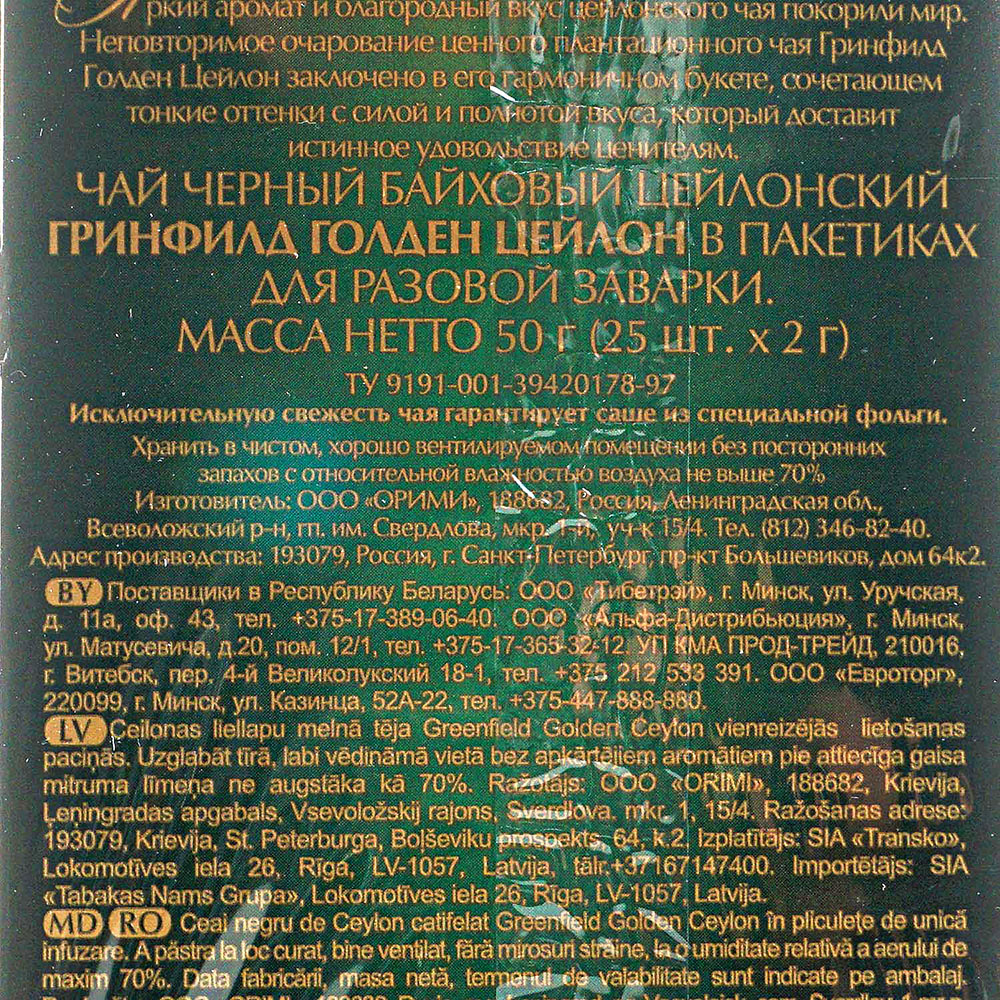 Яркий аромат и благородный вкус цейлонского чая покорили мир.
Неповторимое очарование ценного плантационного чая Гринфилд
Голден Цейлон заключено в его гармоничном букете, сочетающем
тонкие оттенки с силой и полнотой вкуса, который доставит
истинное удовольствие ценителям.
ЧАЙ ЧЕРНЫЙ БАЙХОВЫЙ ЦЕЙЛОНСКИЙ
ГРИНФИЛД ГОЛДЕН ЦЕЙЛОН В ПАКЕТИКАХ
ДЛЯ РАЗОВОЙ ЗАВАРКИ.
МАССА НЕТТО 50 г (25 шт. х 2 г)
ТУ 9191-001-39420178-97
Исключительную свежесть чая гарантирует саше из специальной фольги.
Хранить в чистом, хорошо вентилируемом помещении без посторонних
запахов с относительной влажностью воздуха не выше 70%
Изготовитель: ООО «ОРИМИ», 188682, Россия, Ленинградская обл.,
Всеволожский р-н, гп. им. Свердлова, мкр. 1-й, уч-к 15/4. Тел. (812) 346-82-40.
Адрес производства: 193079, Россия, г. Санкт-Петербург, пр-кт Большевиков, дом 64к2.
BY Поставщики в Республику Беларусь: ООО «Тибетрэй», г. Минск, ул. Уручская,
д. 11а, оф. 43, тел. +375-17-389-06-40. ООО «Альфа-Дистрибьюция», г. Минск,
ул. Матусевича, д.20, пом. 12/1, тел. +375-17-365-32-12. УП КМА ПРОД-ТРЕЙД, 210016,
г. Витебск, пер. 4-й Великолукский 18-1, тел. +375 212 533 391. ООО «Евроторг»,
220099, г. Минск, ул. Казинца, 52А-22, тел. +375-447-888-880.
LV Ceilonas liellapu melnā tēja Greenfield Golden Ceylon vienreizējās lietošanas
paciņās. Uzglabāt tīrā, labi vēdināmā vietā bez apkārtējiem aromātiem pie attiecīga gaisa
mitruma līmeņa ne augstāka kā 70%. Ražotājs: OOO «ORIMI», 188682, Krievija,
Ļeningradas apgabals, Vsevoložskij rajons, Sverdlova. mkr. 1, 15/4. Ražošanas adrese:
193079, Krievija, St. Peterburga, Boļševiku prospekts, 64, k.2. Izplatītājs: SIA «Transko»,
Lokomotīves iela 26, Rīga, LV-1057, Latvija, tālr.+37167147400. Importētājs: SIA
«Tabakas Nams Grupa», Lokomotīves iela 26, Rīga, LV-1057, Latvija.
MD RO Ceai negru de Ceylon catifelat Greenfield Golden Ceylon în pliculeţe de unică
infuzare. A păstra la loc curat, bine ventilat, fără mirosuri străine, la o umiditate relativă a aerului de
maxim 70%. Data fabricării, masa netă, termenul de valabilitate sunt indicate pe ambalaj.